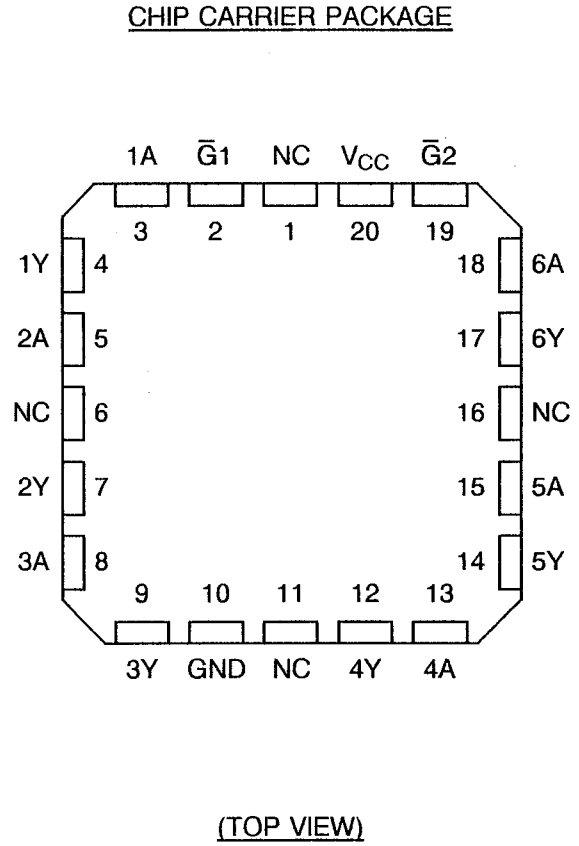 CHIP CARRIER PACKAGE
1A G̅1 NC VCC G̅2
3 2 1 20 19
1Y 4 18 6A
2A 5 17 6Y
NC 6 16 NC
2Y 7 15 5A
3A 8 14 5Y
9 10 11 12 13
3Y GND NC 4Y 4A
(TOP VIEW)